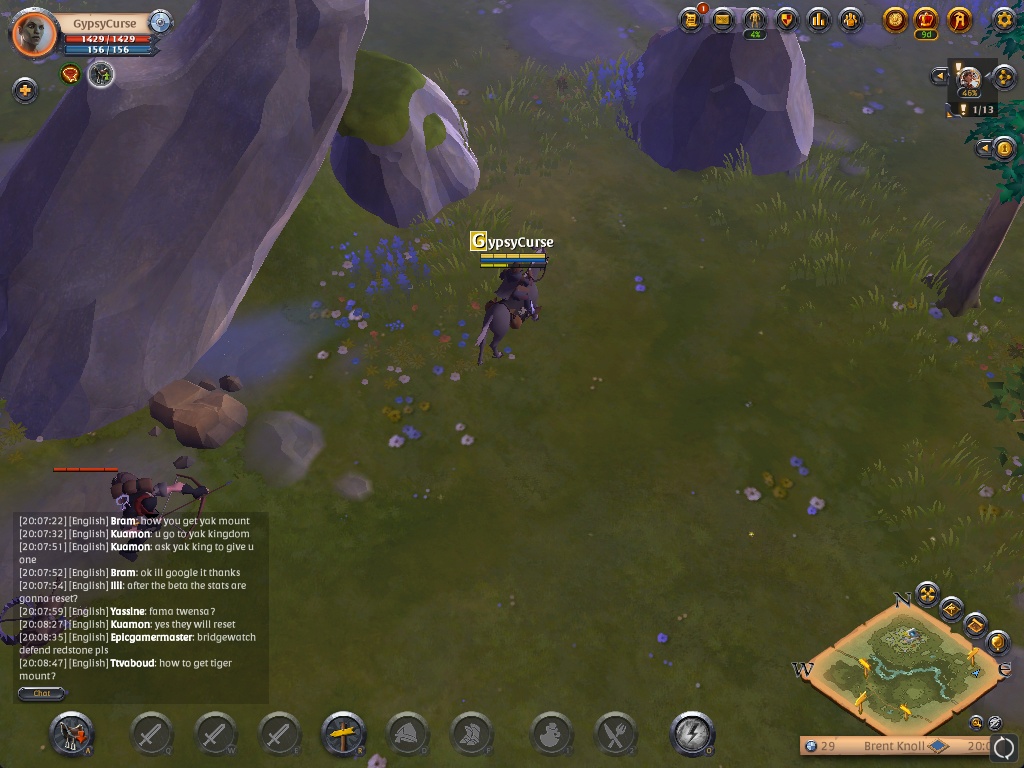 GypsyCurse
1429 / 1429
156 / 156
1
4%
9d
46%
1/13
GypsyCurse
[20:07:22] [English] Bram: how you get yak mount
[20:07:32] [English] Kuamon: u go to yak kingdom
[20:07:51] [English] Kuamon: ask yak king to give u
one
[20:07:52] [English] Bram: ok ill google it thanks
[20:07:54] [English] Illl: after the beta the stats are
gonna reset?
[20:07:59] [English] Yassine: fama twensa?
[20:08:27] [English] Kuamon: yes they will reset
[20:08:35] [English] Epicgamermaster: bridgewatch
defend redstone pls
[20:08:47] [English] Ttvaboud: how to get tiger
mount?
Chat
N
W
E
A
Q
W
E
R
D
F
29
Brent Knoll